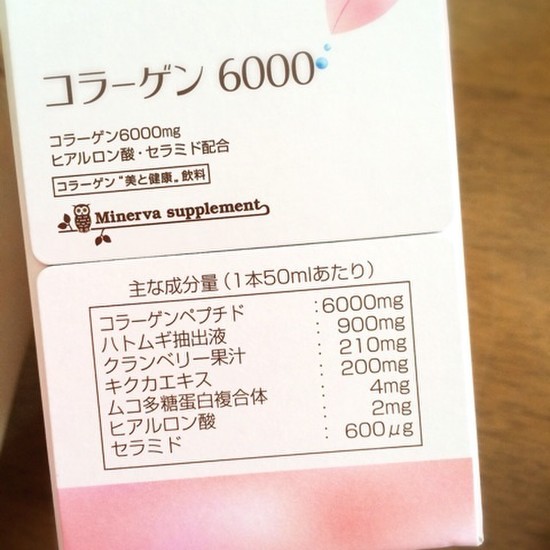 コラーゲン 6000
コラーゲン6000mg
ヒアルロン酸・セラミド配合
コラーゲン〝美と健康〟飲料
Minerva supplement
主な成分量（1本50mlあたり）
コラーゲンペプチド :6000mg
ハトムギ抽出液 : 900mg
クランベリー果汁 : 210mg
キクカエキス : 200mg
ムコ多糖蛋白複合体 : 4mg
ヒアルロン酸 : 2mg
セラミド : 600μg